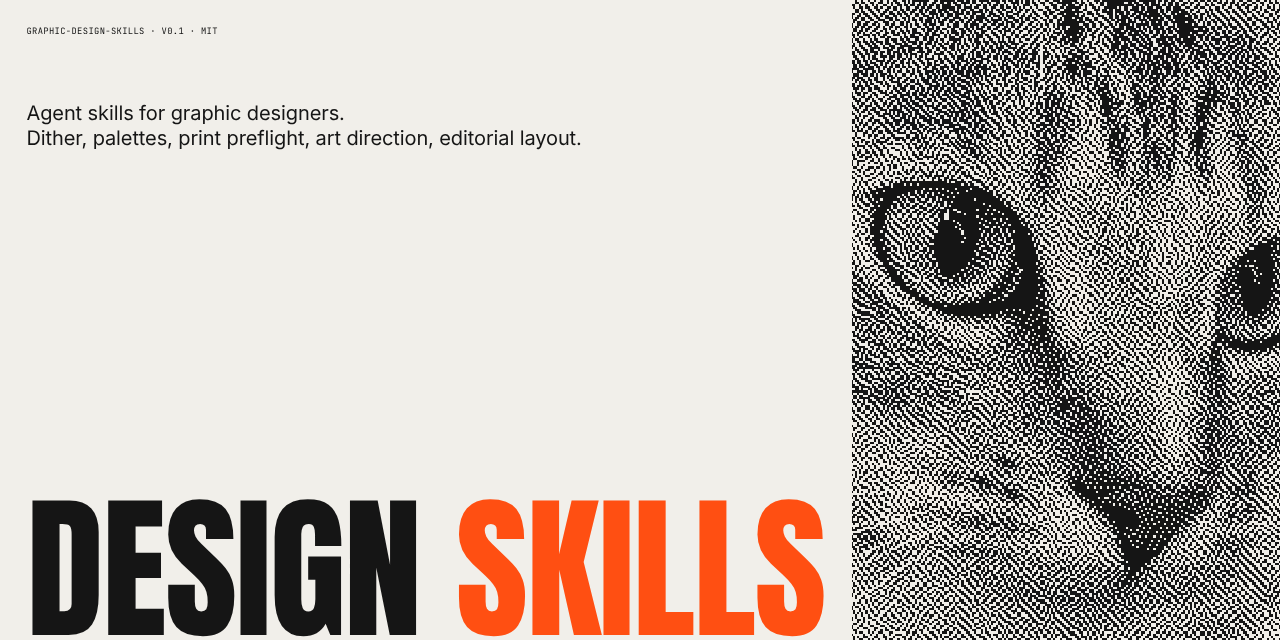 GRAPHIC-DESIGN-SKILLS · V0.1 · MIT
Agent skills for graphic designers.
Dither, palettes, print preflight, art direction, editorial layout.
DESIGN SKILLS